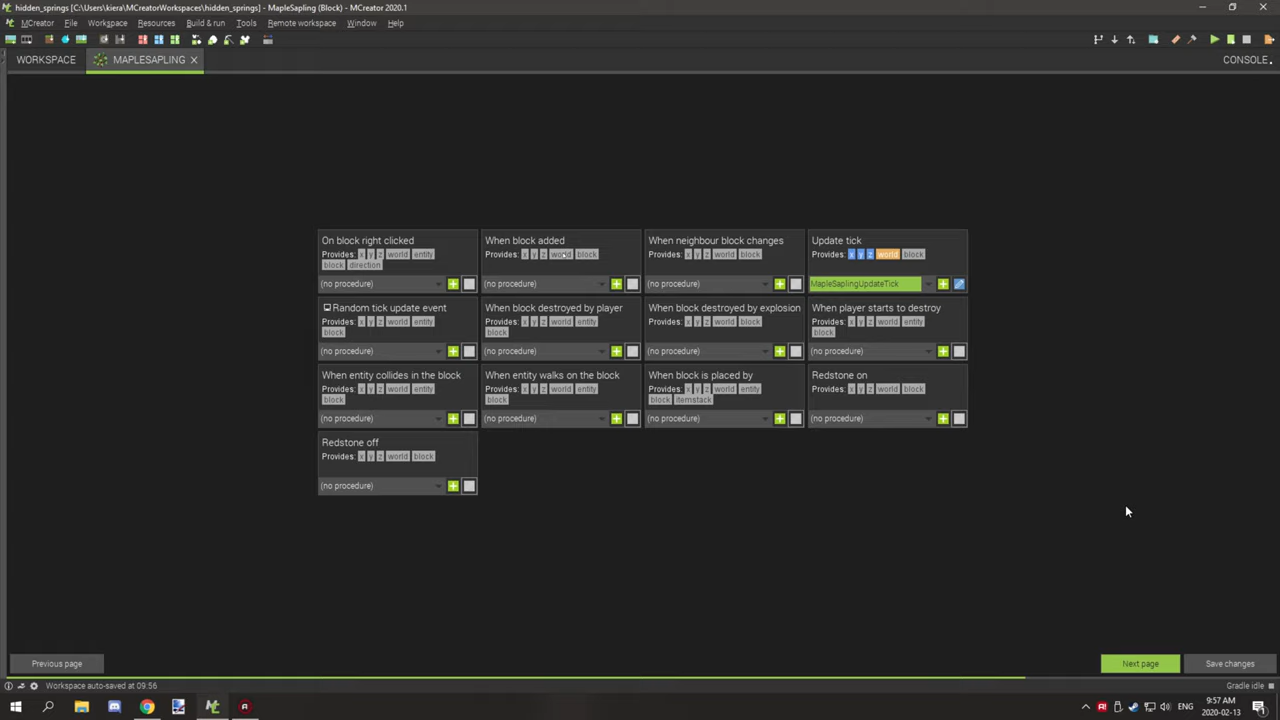 hidden_springs [C:\Users\kiera\MCreatorWorkspaces\hidden_springs] - MapleSapling (Block) - MCreator 2020.1
MCreator File Workspace Resources Build & run Tools Remote workspace Window Help
WORKSPACE MAPLESAPLING CONSOLE
On block right clicked
Provides: x y z world entity
block direction
(no procedure)
When block added
Provides: x y z world block
(no procedure)
When neighbour block changes
Provides: x y z world block
(no procedure)
Update tick
Provides: x y z world block
MapleSaplingUpdateTick
Random tick update event
Provides: x y z world entity
block
(no procedure)
When block destroyed by player
Provides: x y z world entity
block
(no procedure)
When block destroyed by explosion
Provides: x y z world block
(no procedure)
When player starts to destroy
Provides: x y z world entity
block
(no procedure)
When entity collides in the block
Provides: x y z world entity
block
(no procedure)
When entity walks on the block
Provides: x y z world entity
block
(no procedure)
When block is placed by
Provides: x y z world entity
block itemstack
(no procedure)
Redstone on
Provides: x y z world block
(no procedure)
Redstone off
Provides: x y z world block
(no procedure)
Previous page Next page Save changes
Workspace auto-saved at 09:56 Gradle idle
ENG 9:57 AM
2020-02-13